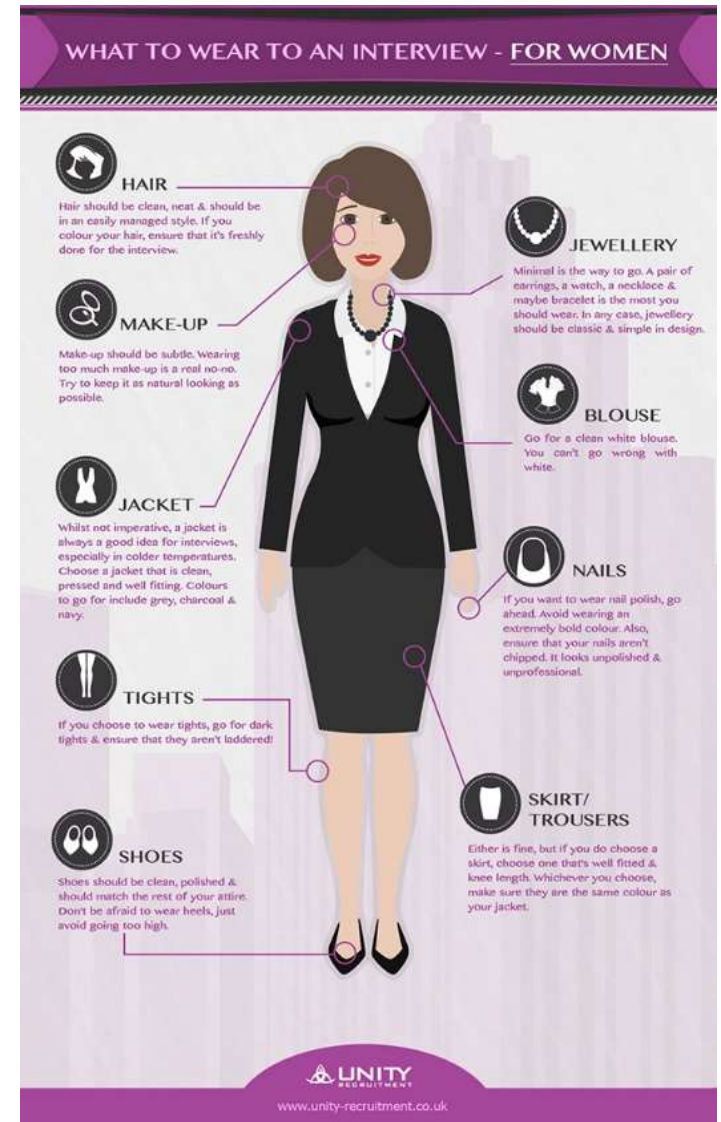 WHAT TO WEAR TO AN INTERVIEW - FOR WOMEN
HAIR
Hair should be clean, neat & should be
in an easily managed style. If you
colour your hair, ensure that it's freshly
done for the interview.
MAKE-UP
Make-up should be subtle. Wearing
too much make-up is a real no-no.
Try to keep it as natural looking as
possible.
JACKET
Whilst not imperative, a jacket is
always a good idea for interviews,
especially in colder temperatures.
Choose a jacket that is clean,
pressed and well fitting. Colours
to go for include grey, charcoal &
navy.
TIGHTS
If you choose to wear tights, go for dark
tights & ensure that they aren't laddered!
SHOES
Shoes should be clean, polished &
should match the rest of your attire.
Don't be afraid to wear heels, just
avoid going too high.
JEWELLERY
Minimal is the way to go. A pair of
earrings, a watch, a necklace &
maybe bracelet is the most you
should wear. In any case, jewellery
should be classic & simple in design.
BLOUSE
Go for a clean white blouse.
You can't go wrong with
white.
NAILS
If you want to wear nail polish, go
ahead. Avoid wearing an
extremely bold colour. Also,
ensure that your nails aren't
chipped. It looks unpolished &
unprofessional.
SKIRT/
TROUSERS
Either is fine, but if you do choose a
skirt, choose one that's well fitted &
knee length. Whichever you choose,
make sure they are the same colour as
your jacket.
UNITY
RECRUITMENT
www.unity-recruitment.co.uk